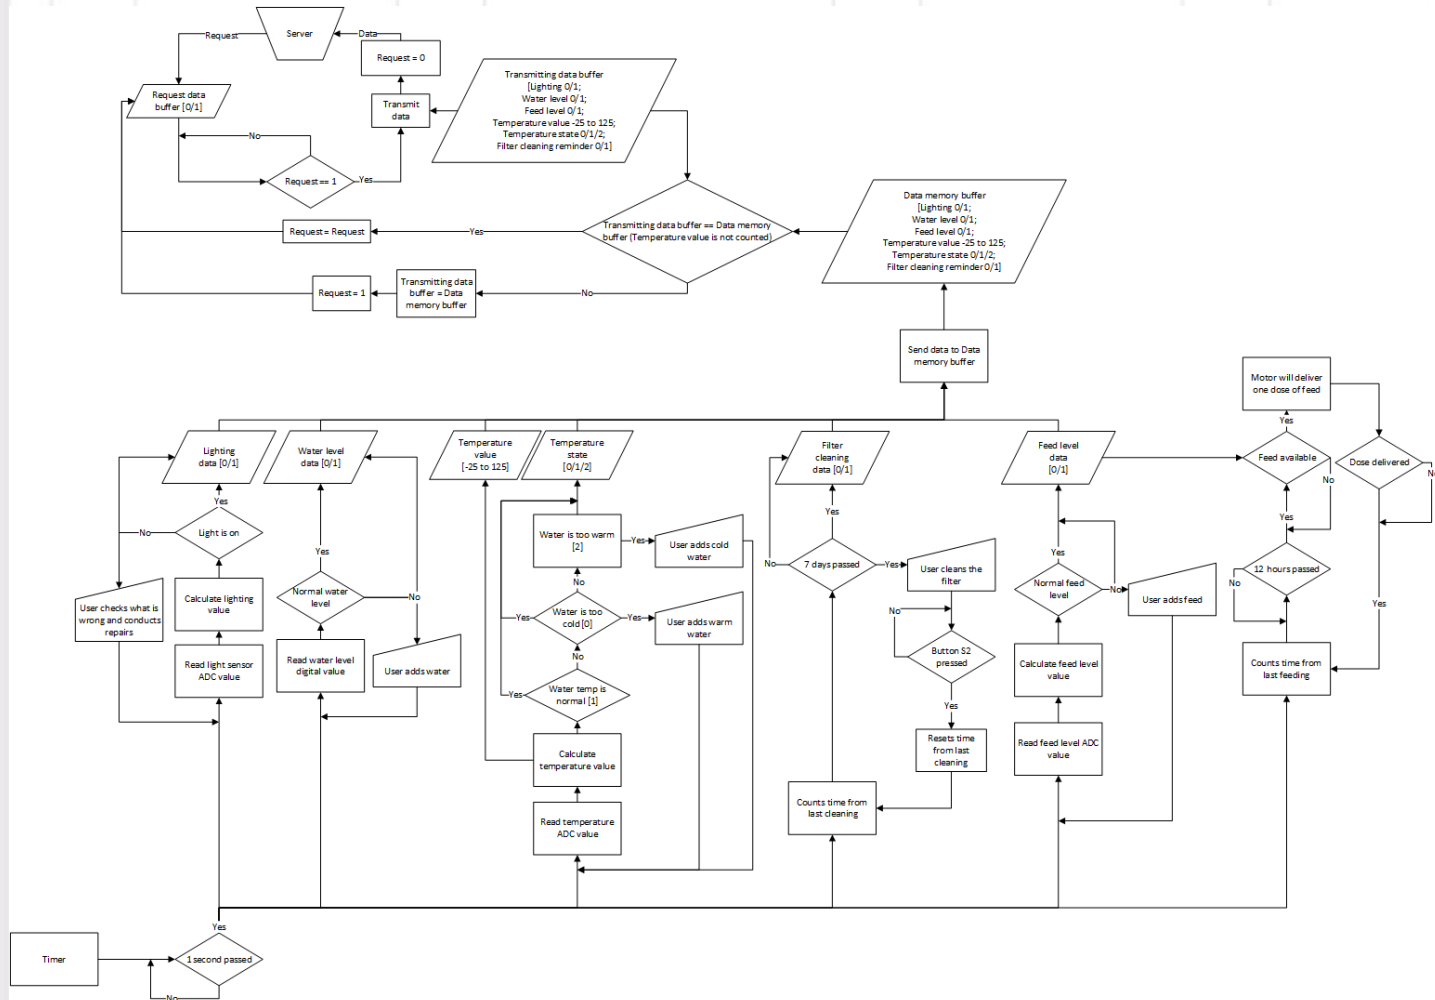 Request
Server
Data
Request = 0
Request data
buffer [0/1]
Transmit
data
Transmitting data buffer
[Lighting 0/1;
Water level 0/1;
Feed level 0/1;
Temperature value -25 to 125;
Temperature state 0/1/2;
Filter cleaning reminder 0/1]
No
Request == 1
Yes
Data memory buffer
[Lighting 0/1;
Water level 0/1;
Feed level 0/1;
Temperature value -25 to 125;
Temperature state 0/1/2;
Filter cleaning reminder 0/1]
Request = Request
Yes
Transmitting data buffer == Data memory
buffer (Temperature value is not counted)
Request = 1
Transmitting data
buffer = Data
memory buffer
No
Send data to Data
memory buffer
Motor will deliver
one dose of feed
Yes
Lighting
data [0/1]
Water level
data [0/1]
Temperature
value
[-25 to 125]
Temperature
state
[0/1/2]
Filter
cleaning
data [0/1]
Feed level
data
[0/1]
Feed available
No
Dose delivered
N
Yes
No
Light is on
Yes
Water is too warm
[2]
Yes
User adds cold
water
Yes
Yes
Yes
12 hours passed
No
User checks what is
wrong and conducts
repairs
Calculate lighting
value
Normal water
level
No
No
Yes
Water is too
cold [0]
Yes
User adds warm
water
No
7 days passed
Yes
User cleans the
filter
No
Normal feed
level
No
User adds feed
Yes
Read light sensor
ADC value
Read water level
digital value
User adds water
No
Yes
Water temp is
normal [1]
Button S2
pressed
Yes
Calculate feed level
value
Counts time from
last feeding
Calculate
temperature value
Resets time
from last
cleaning
Read feed level ADC
value
Read temperature
ADC value
Counts time from
last cleaning
Yes
Timer
1 second passed
No